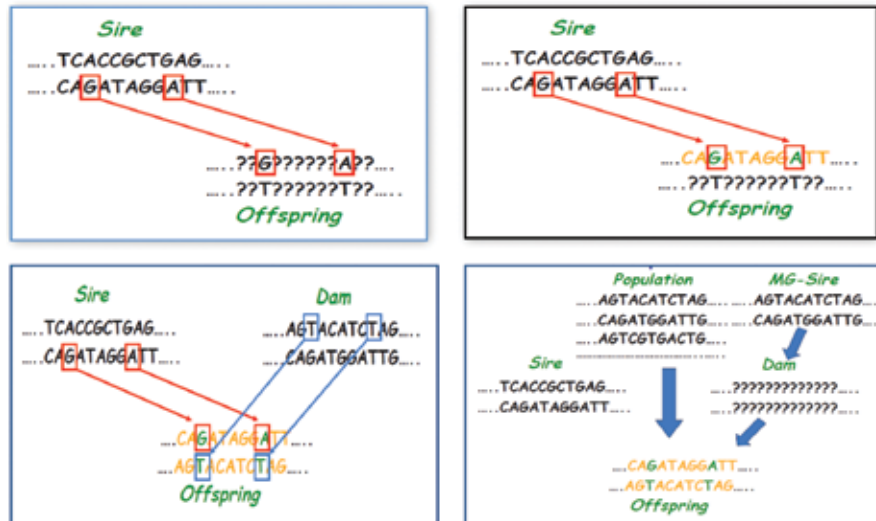 Sire
.....TCACCGCTGAG.....
.....CAGATAGGATT.....
.....??G??????A??.....
.....??T??????T??.....
Offspring
Sire
.....TCACCGCTGAG.....
.....CAGATAGGATT.....
.....CAGATAGGATT.....
.....??T??????T??.....
Offspring
Sire
.....TCACCGCTGAG.....
.....CAGATAGGATT.....
Dam
.....AGTACATCTAG.....
.....CAGATGGATTG.....
.....CAGATAGGATT.....
.....AGTACATCTAG.....
Offspring
Population
.....AGTACATCTAG.....
.....CAGATGGATTG.....
.....AGTCGTGACTG.....
MG-Sire
.....AGTACATCTAG.....
.....CAGATGGATTG.....
Sire
.....TCACCGCTGAG.....
.....CAGATAGGATT.....
Dam
.....?????????????.....
.....?????????????.....
.....CAGATAGGATT.....
.....AGTACATCTAG.....
Offspring